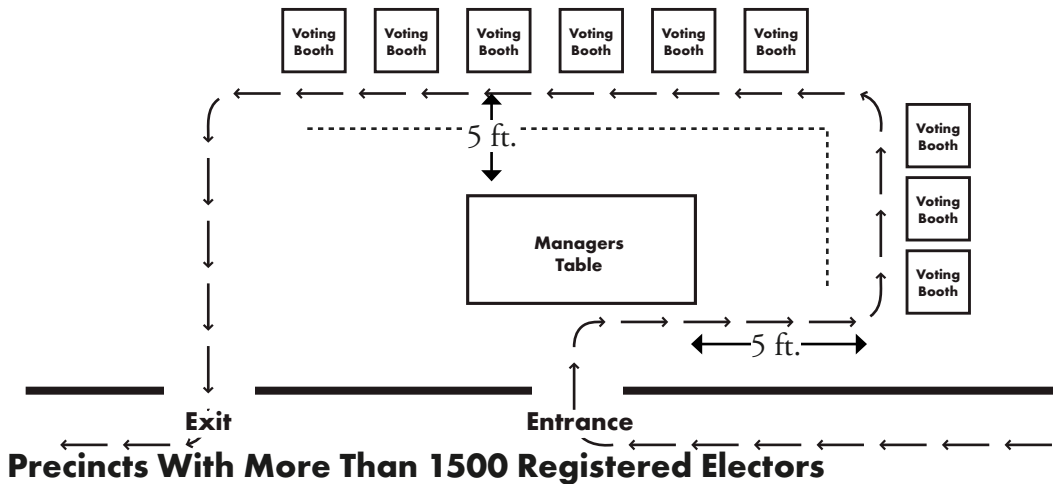 Voting
Booth
Voting
Booth
Voting
Booth
Voting
Booth
Voting
Booth
Voting
Booth
Voting
Booth
5 ft.
Voting
Booth
Managers
Table
Voting
Booth
5 ft.
Exit
Entrance
Precincts With More Than 1500 Registered Electors